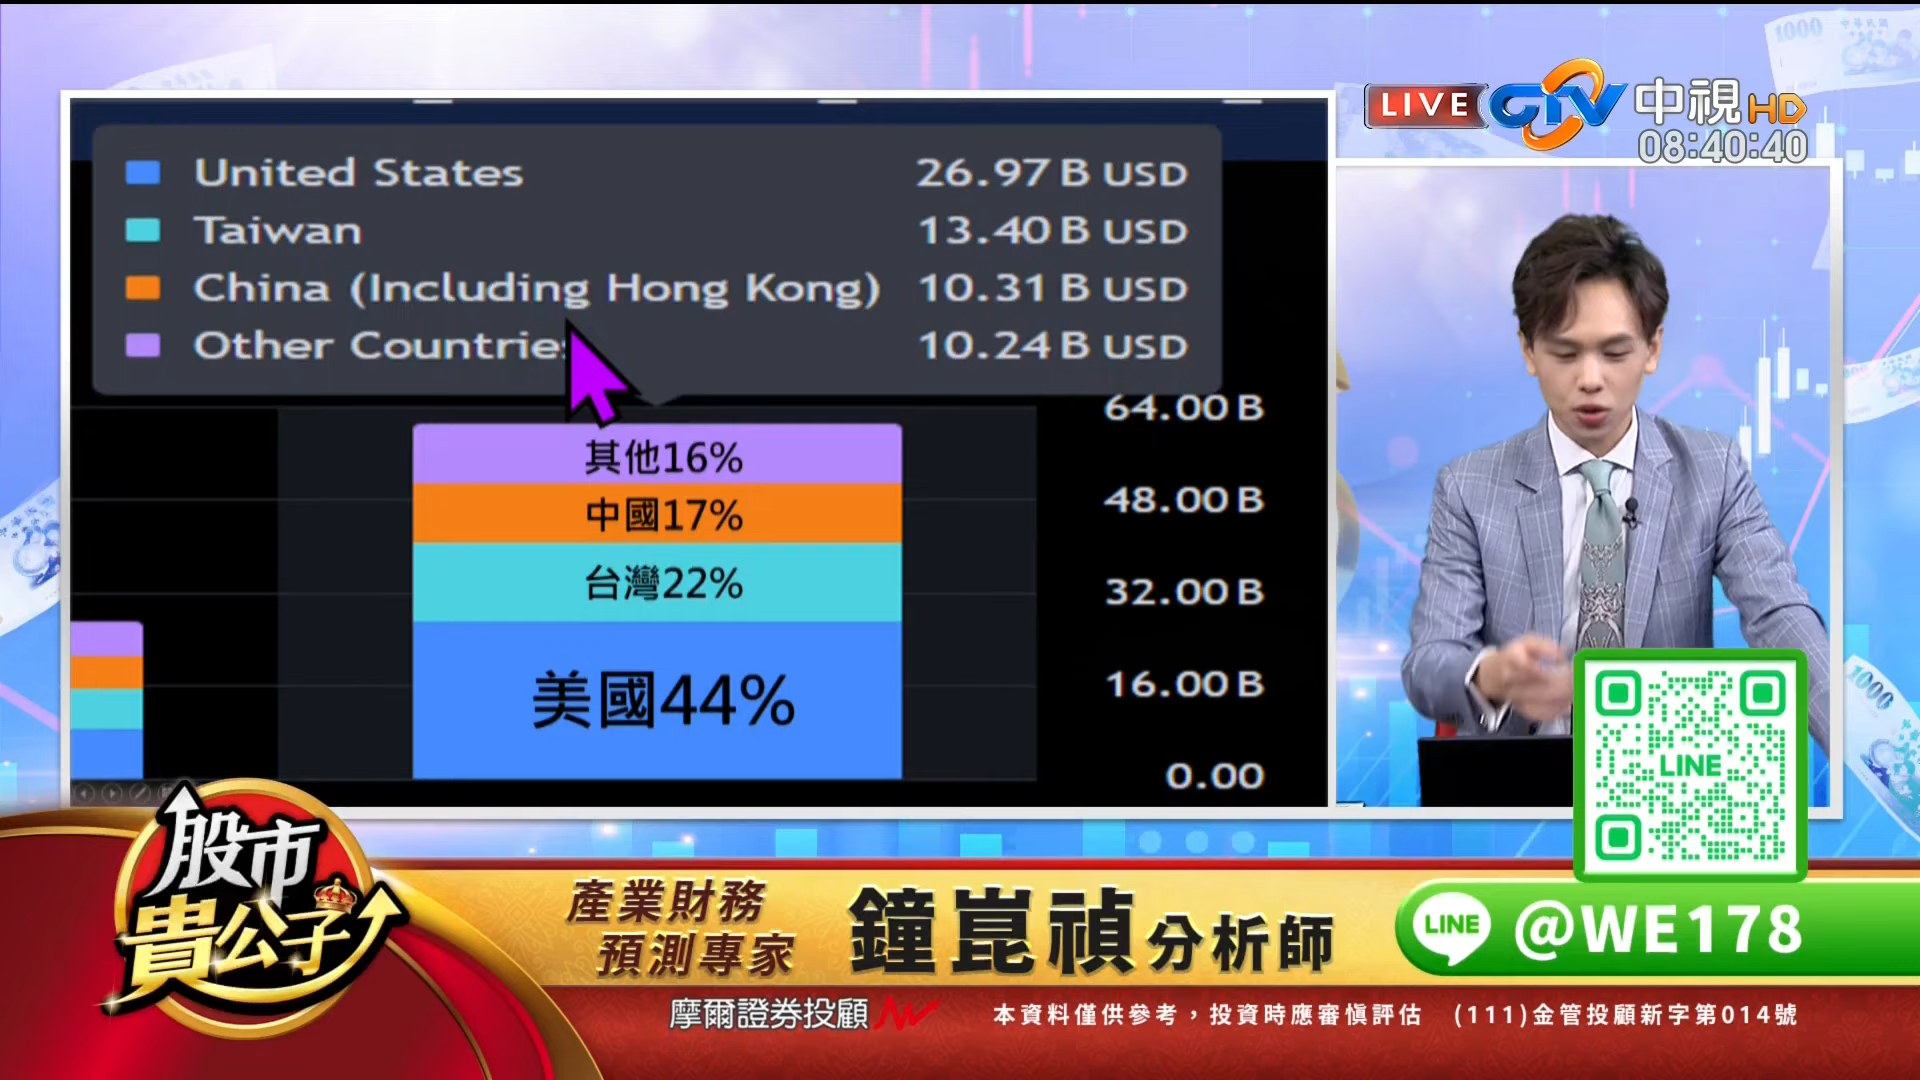 LIVE CTV 中視HD
08:40:40
United States 26.97 B USD
Taiwan 13.40 B USD
China (Including Hong Kong) 10.31 B USD
Other Countries 10.24 B USD
64.00 B
48.00 B
32.00 B
16.00 B
0.00
其他16%
中國17%
台灣22%
美國44%
LINE
股市
貴公子
產業財務
預測專家
鐘崑禎分析師
LINE @WE178
摩爾證券投顧
本資料僅供參考，投資時應審慎評估 (111)金管投顧新字第014號
1000
1000